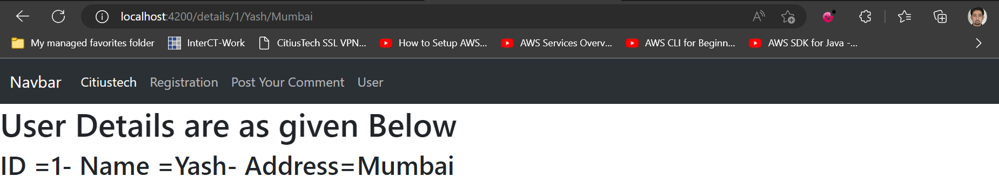 localhost:4200/details/1/Yash/Mumbai
My managed favorites folder InterCT-Work CitiusTech SSL VPN... How to Setup AWS... AWS Services Overv... AWS CLI for Beginn... AWS SDK for Java -...
Navbar Citiustech Registration Post Your Comment User
User Details are as given Below
ID =1- Name =Yash- Address=Mumbai